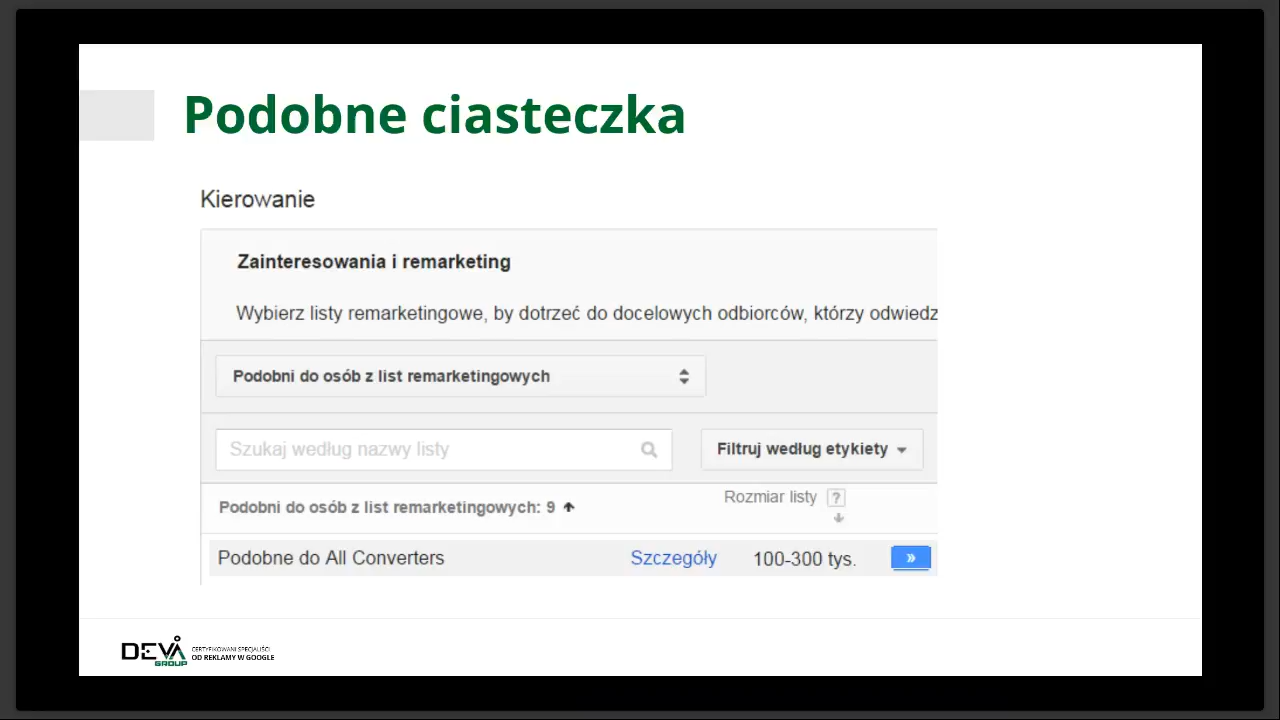 Podobne ciasteczka
Kierowanie
Zainteresowania i remarketing
Wybierz listy remarketingowe, by dotrzeć do docelowych odbiorców, którzy odwiedz
Podobni do osób z list remarketingowych
Szukaj według nazwy listy
Filtruj według etykiety
Podobni do osób z list remarketingowych: 9
Rozmiar listy ?
Podobne do All Converters Szczegóły 100-300 tys. »
DEVA GROUP
CERTYFIKOWANI SPECJALIŚCI
OD REKLAMY W GOOGLE